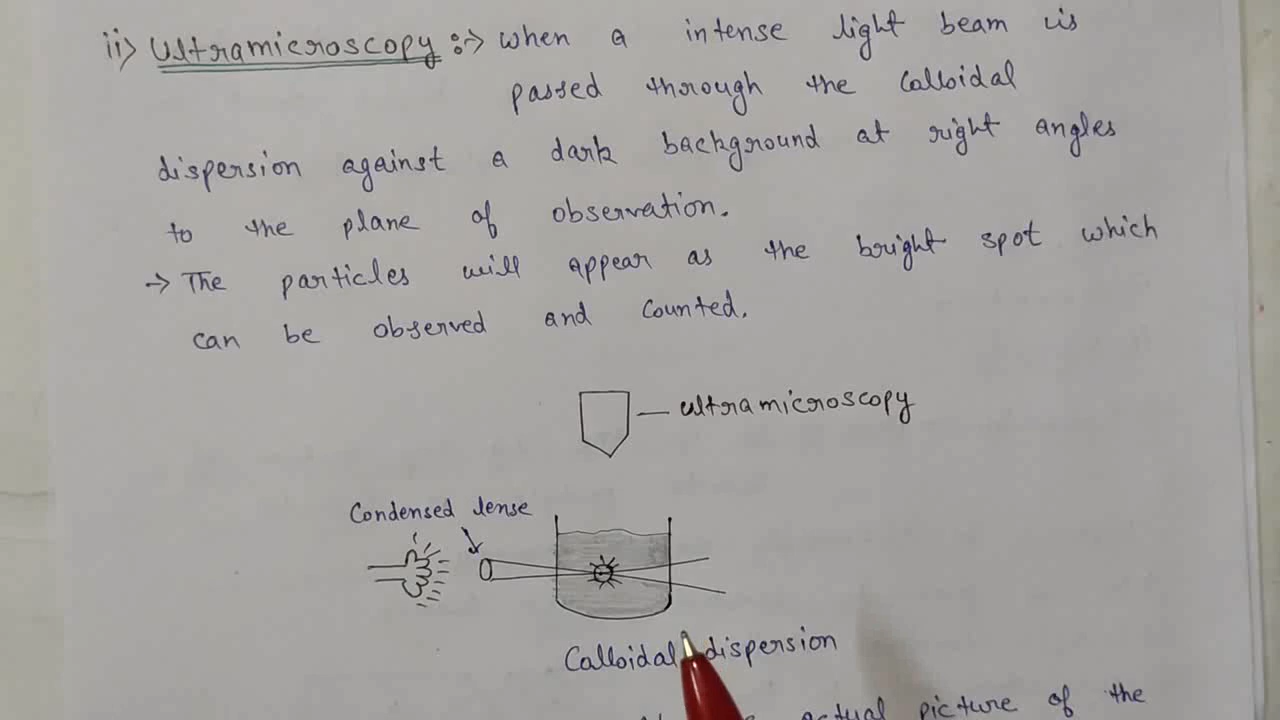 ii) Ultramicroscopy :-> When a intense light beam is
passed through the Colloidal
dispersion against a dark background at right angles
to the plane of observation.
-> The particles will appear as the bright spot which
can be observed and counted.
— ultramicroscopy
Condensed lense
Colloidal dispersion
actual picture of the